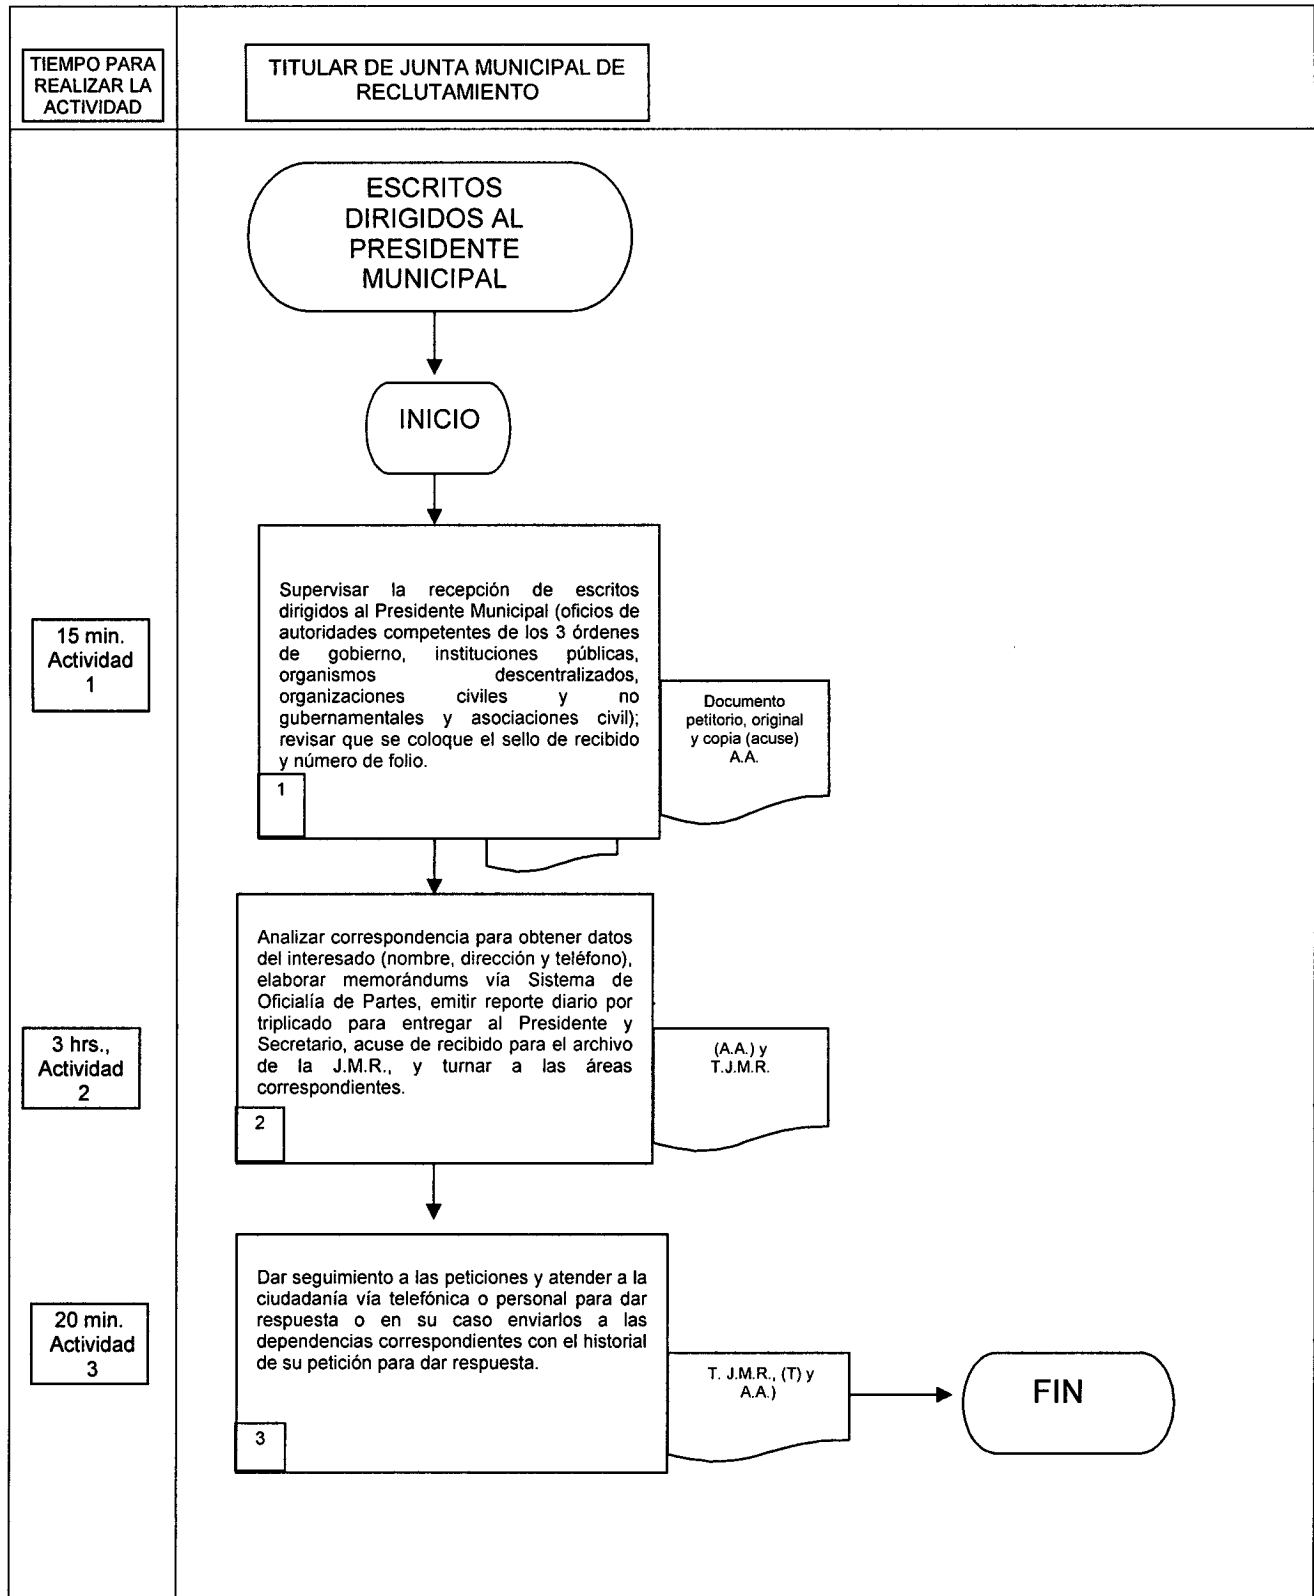 TIEMPO PARA
REALIZAR LA
ACTIVIDAD
TITULAR DE JUNTA MUNICIPAL DE
RECLUTAMIENTO
ESCRITOS
DIRIGIDOS AL
PRESIDENTE
MUNICIPAL
INICIO
15 min.
Actividad
1
Supervisar la recepción de escritos
dirigidos al Presidente Municipal (oficios de
autoridades competentes de los 3 órdenes
de gobierno, instituciones públicas,
organismos descentralizados,
organizaciones civiles y no
gubernamentales y asociaciones civil);
revisar que se coloque el sello de recibido
y número de folio.
1
Documento
petitorio, original
y copia (acuse)
A.A.
3 hrs.,
Actividad
2
Analizar correspondencia para obtener datos
del interesado (nombre, dirección y teléfono),
elaborar memorándums vía Sistema de
Oficialía de Partes, emitir reporte diario por
triplicado para entregar al Presidente y
Secretario, acuse de recibido para el archivo
de la J.M.R., y turnar a las áreas
correspondientes.
2
(A.A.) y
T.J.M.R.
20 min.
Actividad
3
Dar seguimiento a las peticiones y atender a la
ciudadanía vía telefónica o personal para dar
respuesta o en su caso enviarlos a las
dependencias correspondientes con el historial
de su petición para dar respuesta.
3
T. J.M.R., (T) y
A.A.)
FIN